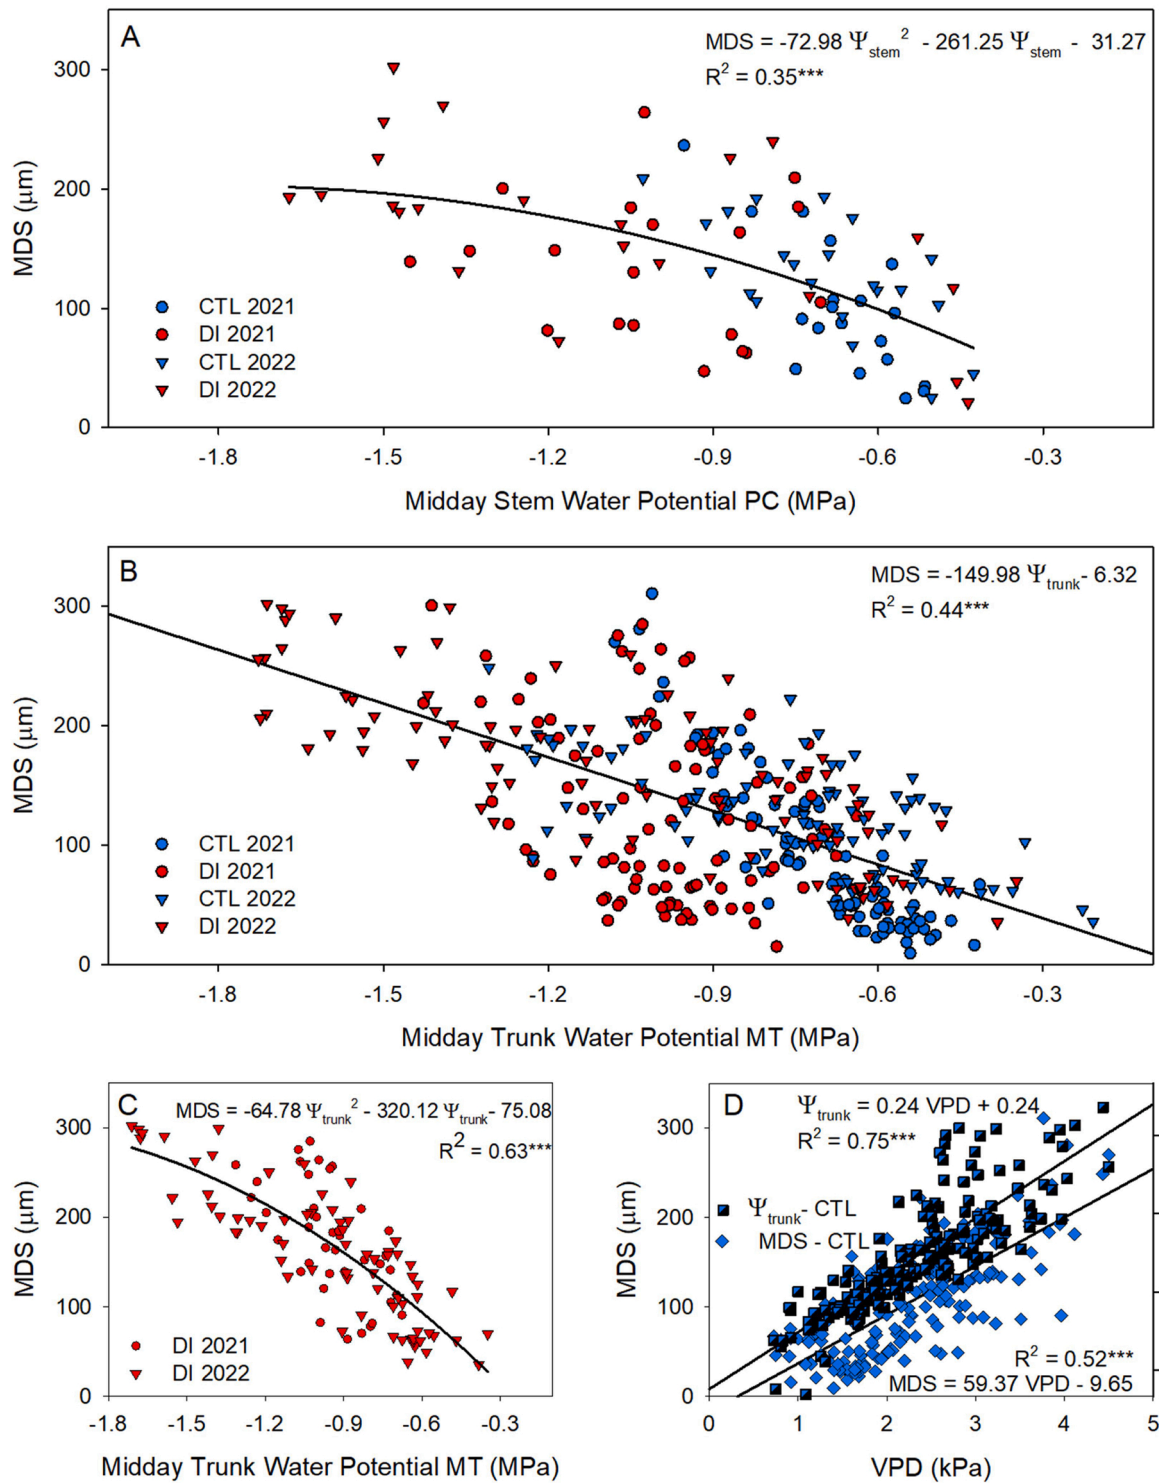 A
MDS = -72.98 Ψstem² - 261.25 Ψstem - 31.27
R² = 0.35***
MDS (µm)
300
200
100
0
CTL 2021
DI 2021
CTL 2022
DI 2022
-1.8 -1.5 -1.2 -0.9 -0.6 -0.3
Midday Stem Water Potential PC (MPa)
B
MDS = -149.98 Ψtrunk- 6.32
R² = 0.44***
MDS (µm)
300
200
100
0
CTL 2021
DI 2021
CTL 2022
DI 2022
-1.8 -1.5 -1.2 -0.9 -0.6 -0.3
Midday Trunk Water Potential MT (MPa)
C
MDS = -64.78 Ψtrunk² - 320.12 Ψtrunk- 75.08
R² = 0.63***
MDS (µm)
300
200
100
0
DI 2021
DI 2022
-1.8 -1.5 -1.2 -0.9 -0.6 -0.3
Midday Trunk Water Potential MT (MPa)
D
Ψtrunk = 0.24 VPD + 0.24
R² = 0.75***
MDS (µm)
300
200
100
0
Ψtrunk- CTL
MDS - CTL
R² = 0.52***
MDS = 59.37 VPD - 9.65
0 1 2 3 4 5
VPD (kPa)